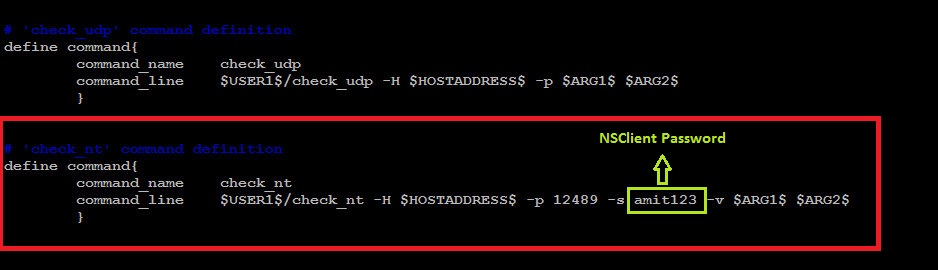 # 'check_udp' command definition
define command{
command_name check_udp
command_line $USER1$/check_udp -H $HOSTADDRESS$ -p $ARG1$ $ARG2$
}
NSClient Password
# 'check_nt' command definition
define command{
command_name check_nt
command_line $USER1$/check_nt -H $HOSTADDRESS$ -p 12489 -s amit123 -v $ARG1$ $ARG2$
}